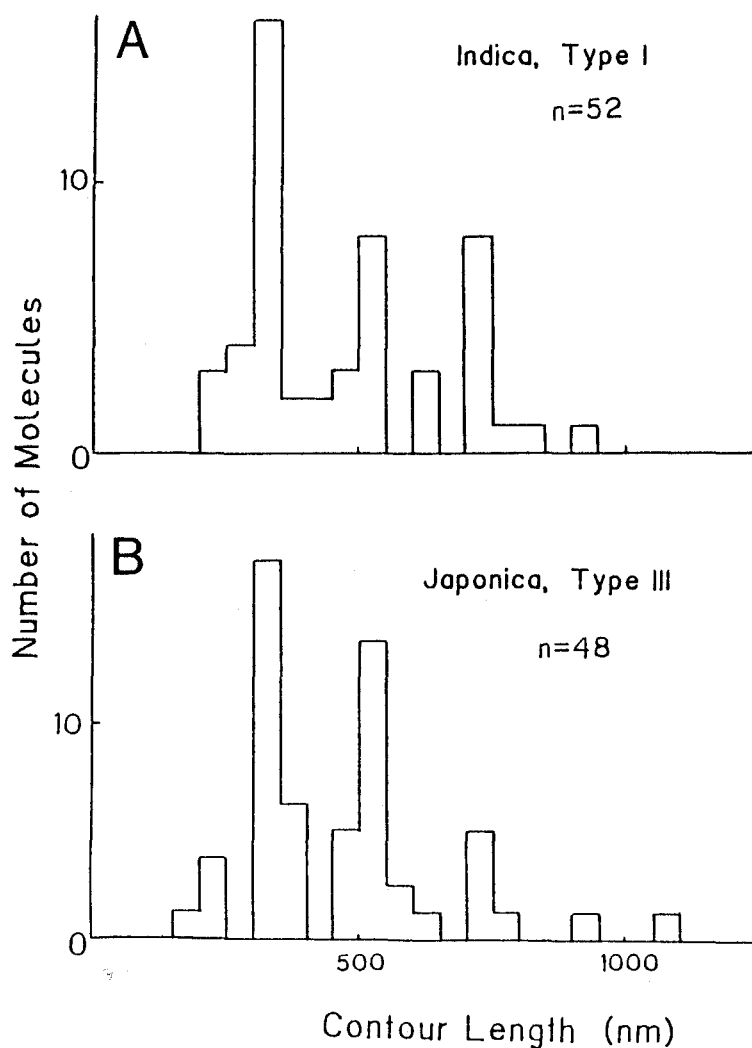 A
Indica, Type I
n=52
10
0
Number of Molecules
B
Japonica, Type III
n=48
10
0
500
1000
Contour Length (nm)